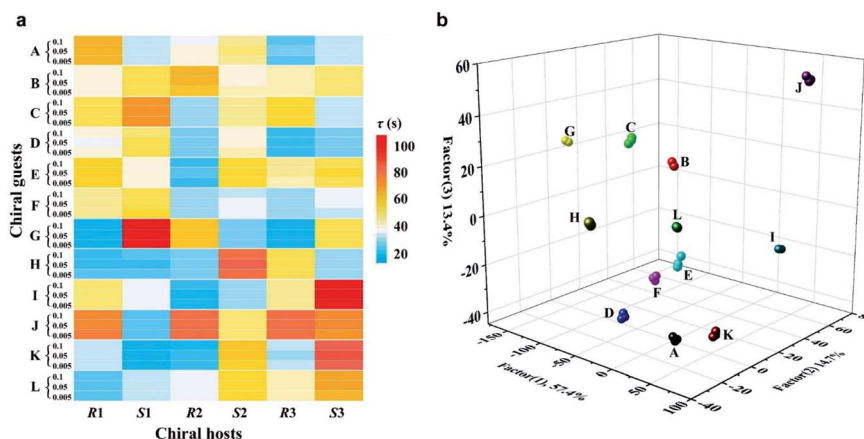 a
Chiral guests
A 0.1 0.05 0.005
B 0.1 0.05 0.005
C 0.1 0.05 0.005
D 0.1 0.05 0.005
E 0.1 0.05 0.005
F 0.1 0.05 0.005
G 0.1 0.05 0.005
H 0.1 0.05 0.005
I 0.1 0.05 0.005
J 0.1 0.05 0.005
K 0.1 0.05 0.005
L 0.1 0.05 0.005
R1 S1 R2 S2 R3 S3
Chiral hosts
τ (s)
100
80
60
40
20
b
Factor(3) 13.4%
60
40
20
0
-20
-40
-150 -100 -50 0 50 100
Factor(1), 57.4%
-40 -20 0 20 40 60
Factor(2) 14.7%
J
G
C
B
H
L
I
E
F
D
A
K